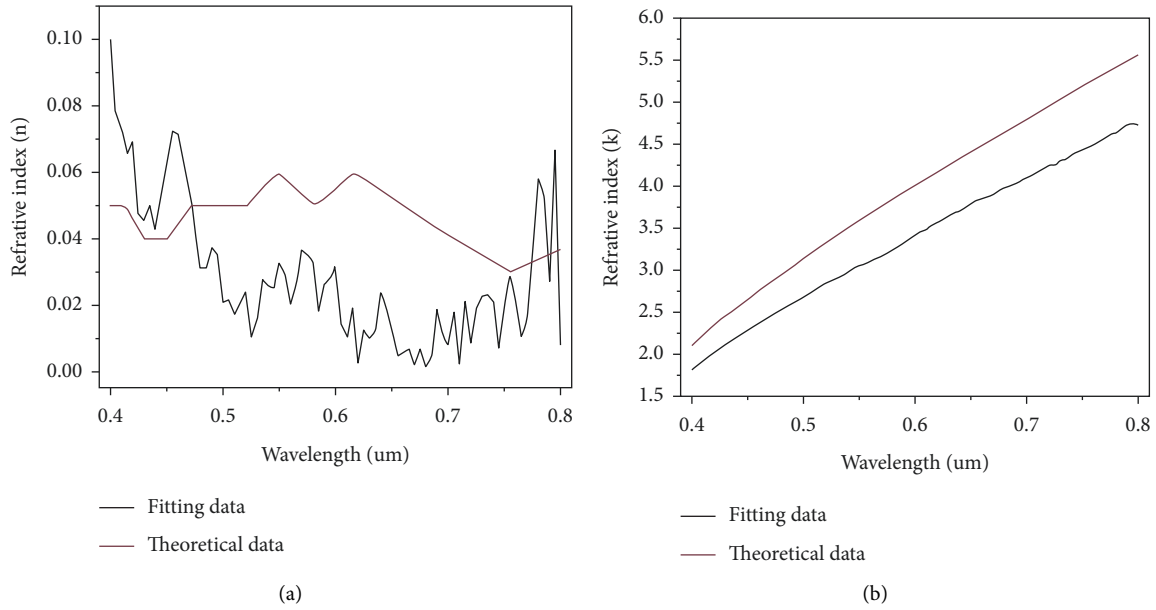 0.10
0.08
0.06
0.04
0.02
0.00
Refrative index (n)
0.4 0.5 0.6 0.7 0.8
Wavelength (um)
Fitting data
Theoretical data
(a)
6.0
5.5
5.0
4.5
4.0
3.5
3.0
2.5
2.0
1.5
Refrative index (k)
0.4 0.5 0.6 0.7 0.8
Wavelength (um)
Fitting data
Theoretical data
(b)